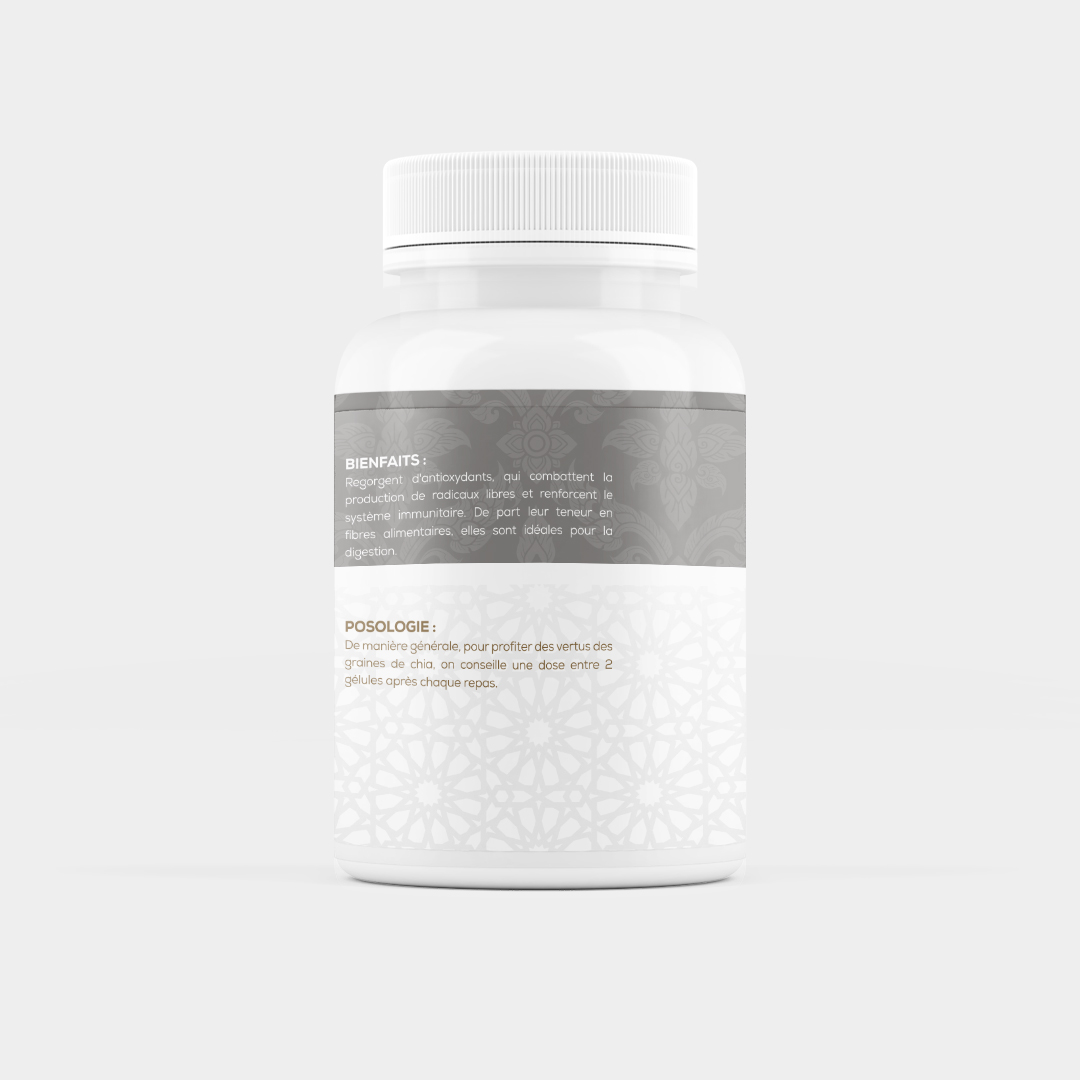 BIENFAITS :
Regorgent d'antioxydants, qui combattent la
production de radicaux libres et renforcent le
système immunitaire. De part leur teneur en
fibres alimentaires, elles sont idéales pour la
digestion.
POSOLOGIE :
De manière générale, pour profiter des vertus des
graines de chia, on conseille une dose entre 2
gélules après chaque repas.